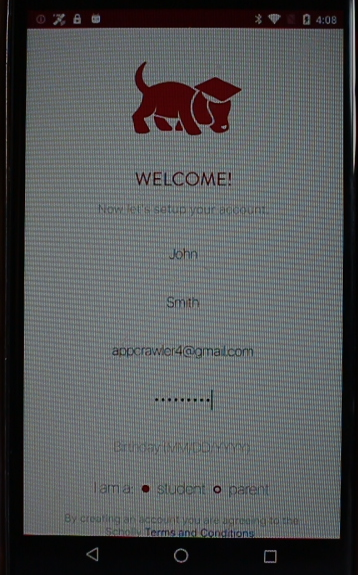 4:08
WELCOME!
Now let's setup your account.
John
Smith
appcrawler4@gmail.com
Birthday (MM/DD/YYYY)
I am a: student parent
By creating an account you are agreeing to the
Scholly Terms and Conditions